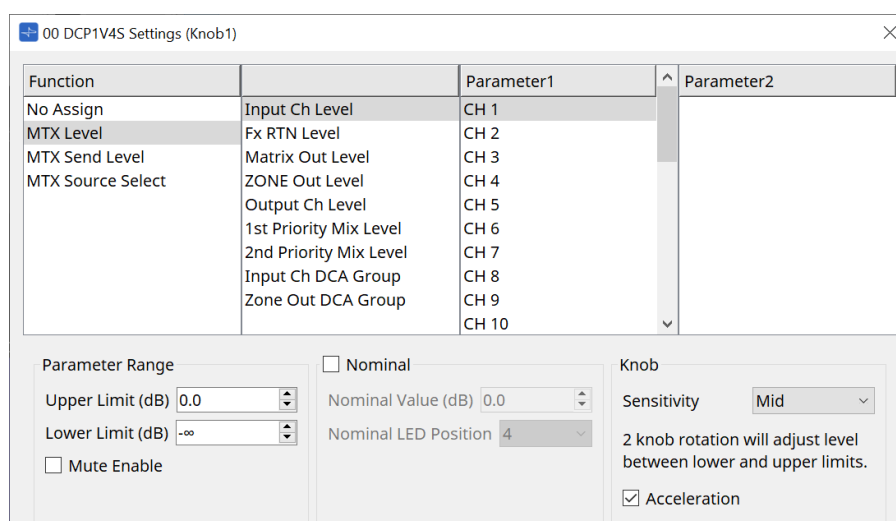 00 DCP1V4S Settings (Knob1)
Function Parameter1 Parameter2
No Assign Input Ch Level CH 1
MTX Level Fx RTN Level CH 2
MTX Send Level Matrix Out Level CH 3
MTX Source Select ZONE Out Level CH 4
Output Ch Level CH 5
1st Priority Mix Level CH 6
2nd Priority Mix Level CH 7
Input Ch DCA Group CH 8
Zone Out DCA Group CH 9
CH 10
Parameter Range
Upper Limit (dB) 0.0
Lower Limit (dB) -∞
Mute Enable
Nominal
Nominal Value (dB) 0.0
Nominal LED Position 4
Knob
Sensitivity Mid
2 knob rotation will adjust level
between lower and upper limits.
Acceleration